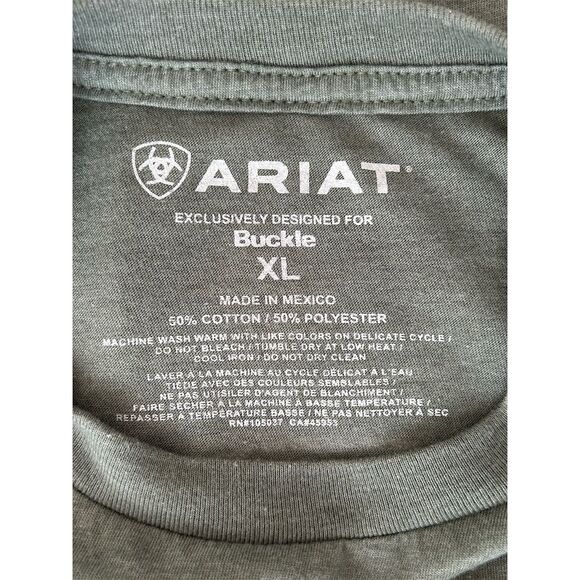 ARIAT®
EXCLUSIVELY DESIGNED FOR
Buckle
XL
MADE IN MEXICO
50% COTTON / 50% POLYESTER
MACHINE WASH WARM WITH LIKE COLORS ON DELICATE CYCLE /
DO NOT BLEACH / TUMBLE DRY AT LOW HEAT /
COOL IRON / DO NOT DRY CLEAN
LAVER À LA MACHINE AU CYCLE DÉLICAT À L'EAU
TIÈDE AVEC DES COULEURS SEMBLABLES /
NE PAS UTILISER D'AGENT DE BLANCHIMENT /
FAIRE SÉCHER À LA MACHINE À BASSE TEMPÉRATURE /
REPASSER À TEMPÉRATURE BASSE / NE PAS NETTOYER À SEC
RN#105037 CA#45953